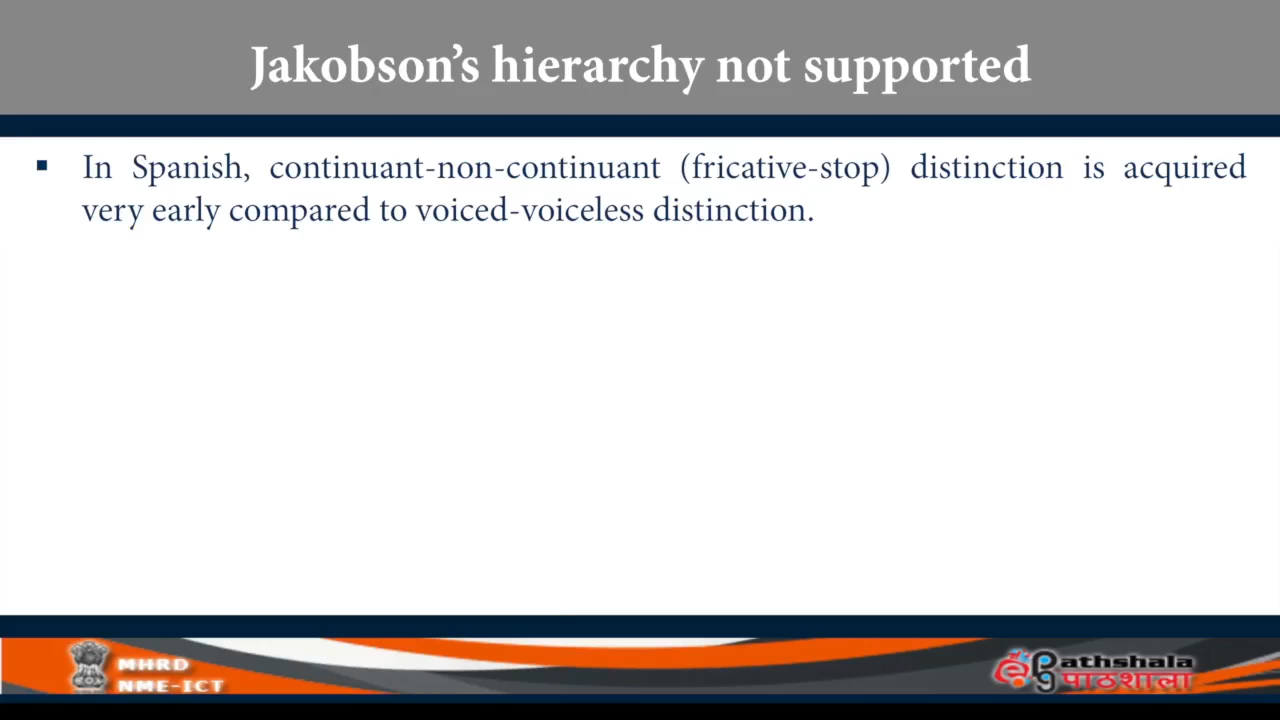 Jakobson’s hierarchy not supported
▪ In Spanish, continuant-non-continuant (fricative-stop) distinction is acquired
very early compared to voiced-voiceless distinction.
MHRD
NME-ICT
epathshala
पाठशाला